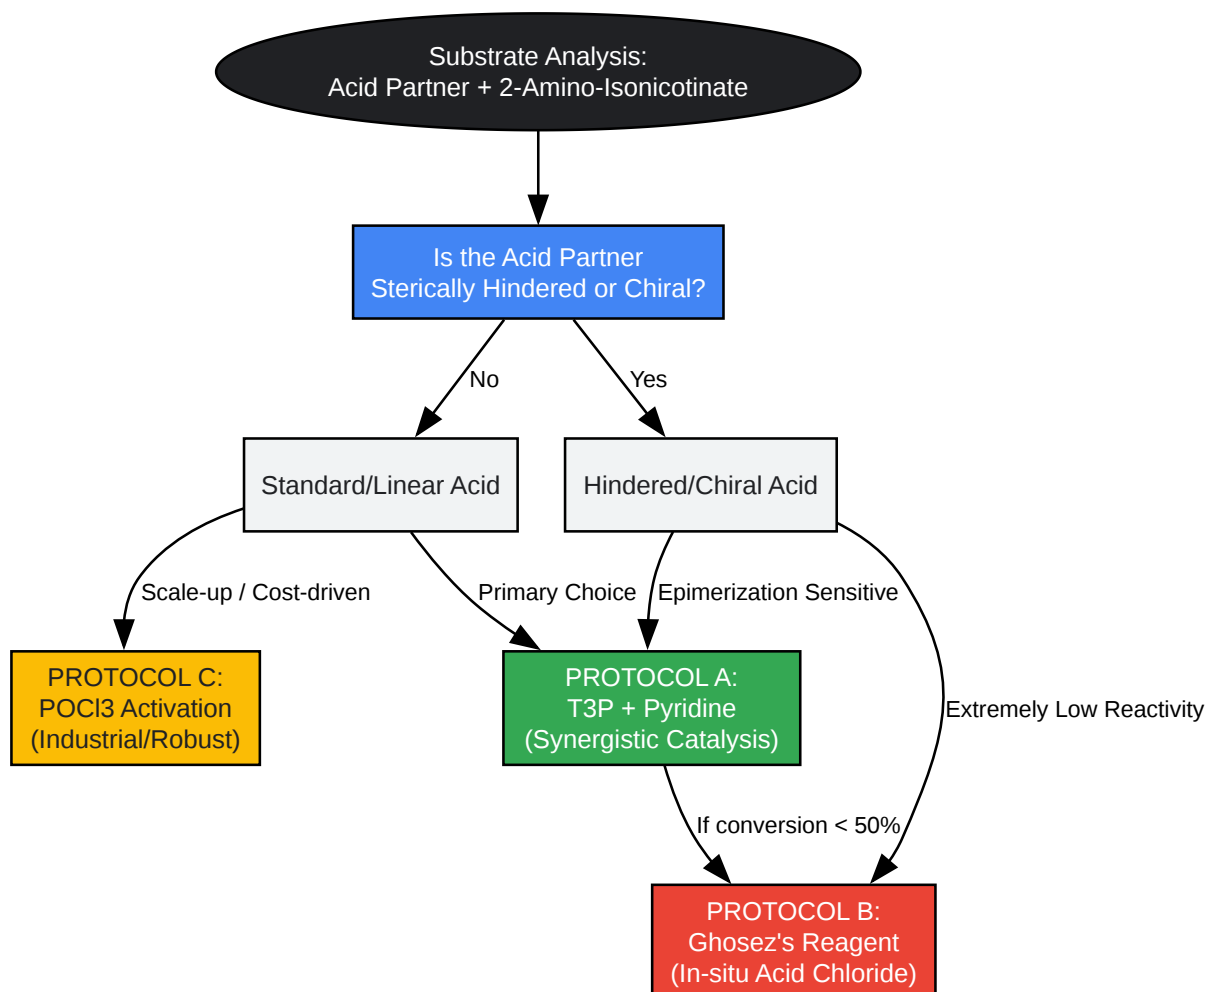 Substrate Analysis:
Acid Partner + 2-Amino-Isonicotinate
Is the Acid Partner
Sterically Hindered or Chiral?
No
Yes
Standard/Linear Acid
Hindered/Chiral Acid
Scale-up / Cost-driven
Primary Choice
Epimerization Sensitive
PROTOCOL C:
POCl3 Activation
(Industrial/Robust)
PROTOCOL A:
T3P + Pyridine
(Synergistic Catalysis)
Extremely Low Reactivity
If conversion < 50%
PROTOCOL B:
Ghosez's Reagent
(In-situ Acid Chloride)